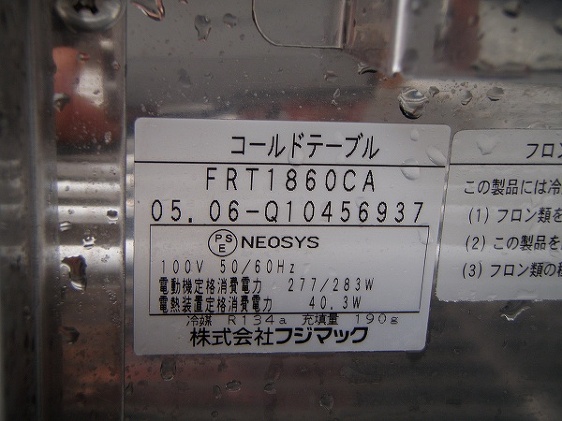 コールドテーブル
FRT1860CA
05.06-Q10456937
PSE NEOSYS
100V 50/60Hz
電動機定格消費電力 277/283W
電熱装置定格消費電力 40.3W
冷媒 R134a 充填量 190g
株式会社フジマック
フロン
この製品には冷
(1) フロン類を
(2) この製品を
(3) フロン類の種